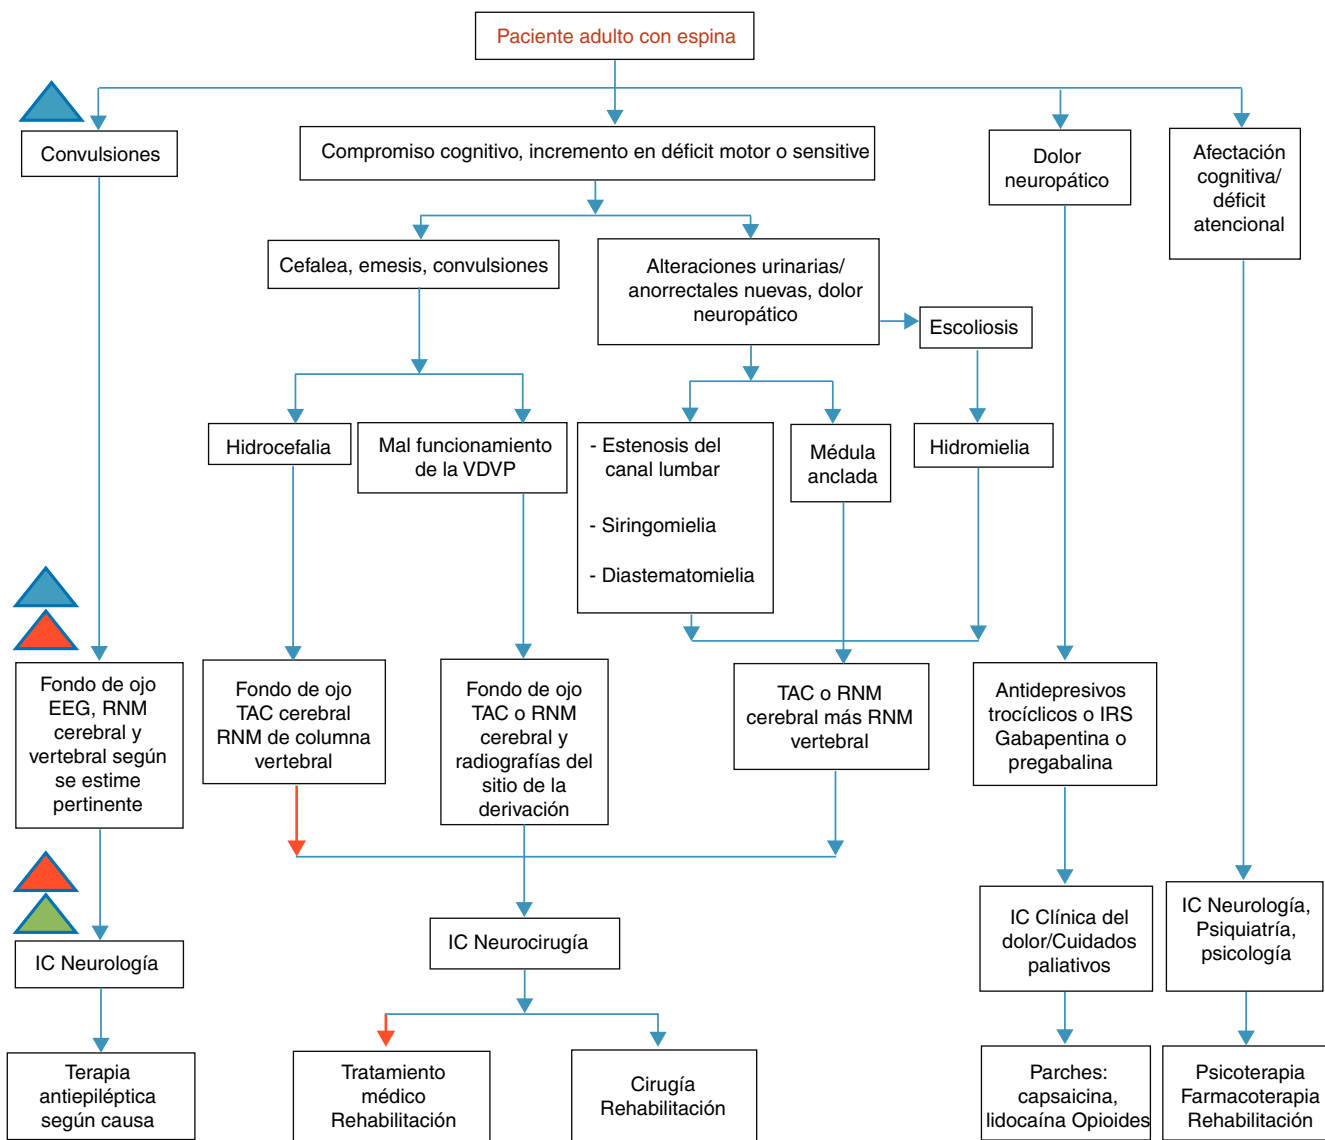 Paciente adulto con espina
Convulsiones
Compromiso cognitivo, incremento en déficit motor o sensitive
Dolor
neuropático
Afectación
cognitiva/
déficit
atencional
Cefalea, emesis, convulsiones
Alteraciones urinarias/
anorrectales nuevas, dolor
neuropático
Escoliosis
Hidrocefalia
Mal funcionamiento
de la VDVP
- Estenosis del
canal lumbar
- Siringomielia
- Diastematomielia
Médula
anclada
Hidromielia
Fondo de ojo
EEG, RNM
cerebral y
vertebral según
se estime
pertinente
Fondo de ojo
TAC cerebral
RNM de columna
vertebral
Fondo de ojo
TAC o RNM
cerebral y
radiografías del
sitio de la
derivación
TAC o RNM
cerebral más RNM
vertebral
Antidepresivos
trocíclicos o IRS
Gabapentina o
pregabalina
IC Neurología
IC Neurocirugía
IC Clínica del
dolor/Cuidados
paliativos
IC Neurología,
Psiquiatría,
psicología
Terapia
antiepiléptica
según causa
Tratamiento
médico
Rehabilitación
Cirugía
Rehabilitación
Parches:
capsaicina,
lidocaína Opioides
Psicoterapia
Farmacoterapia
Rehabilitación